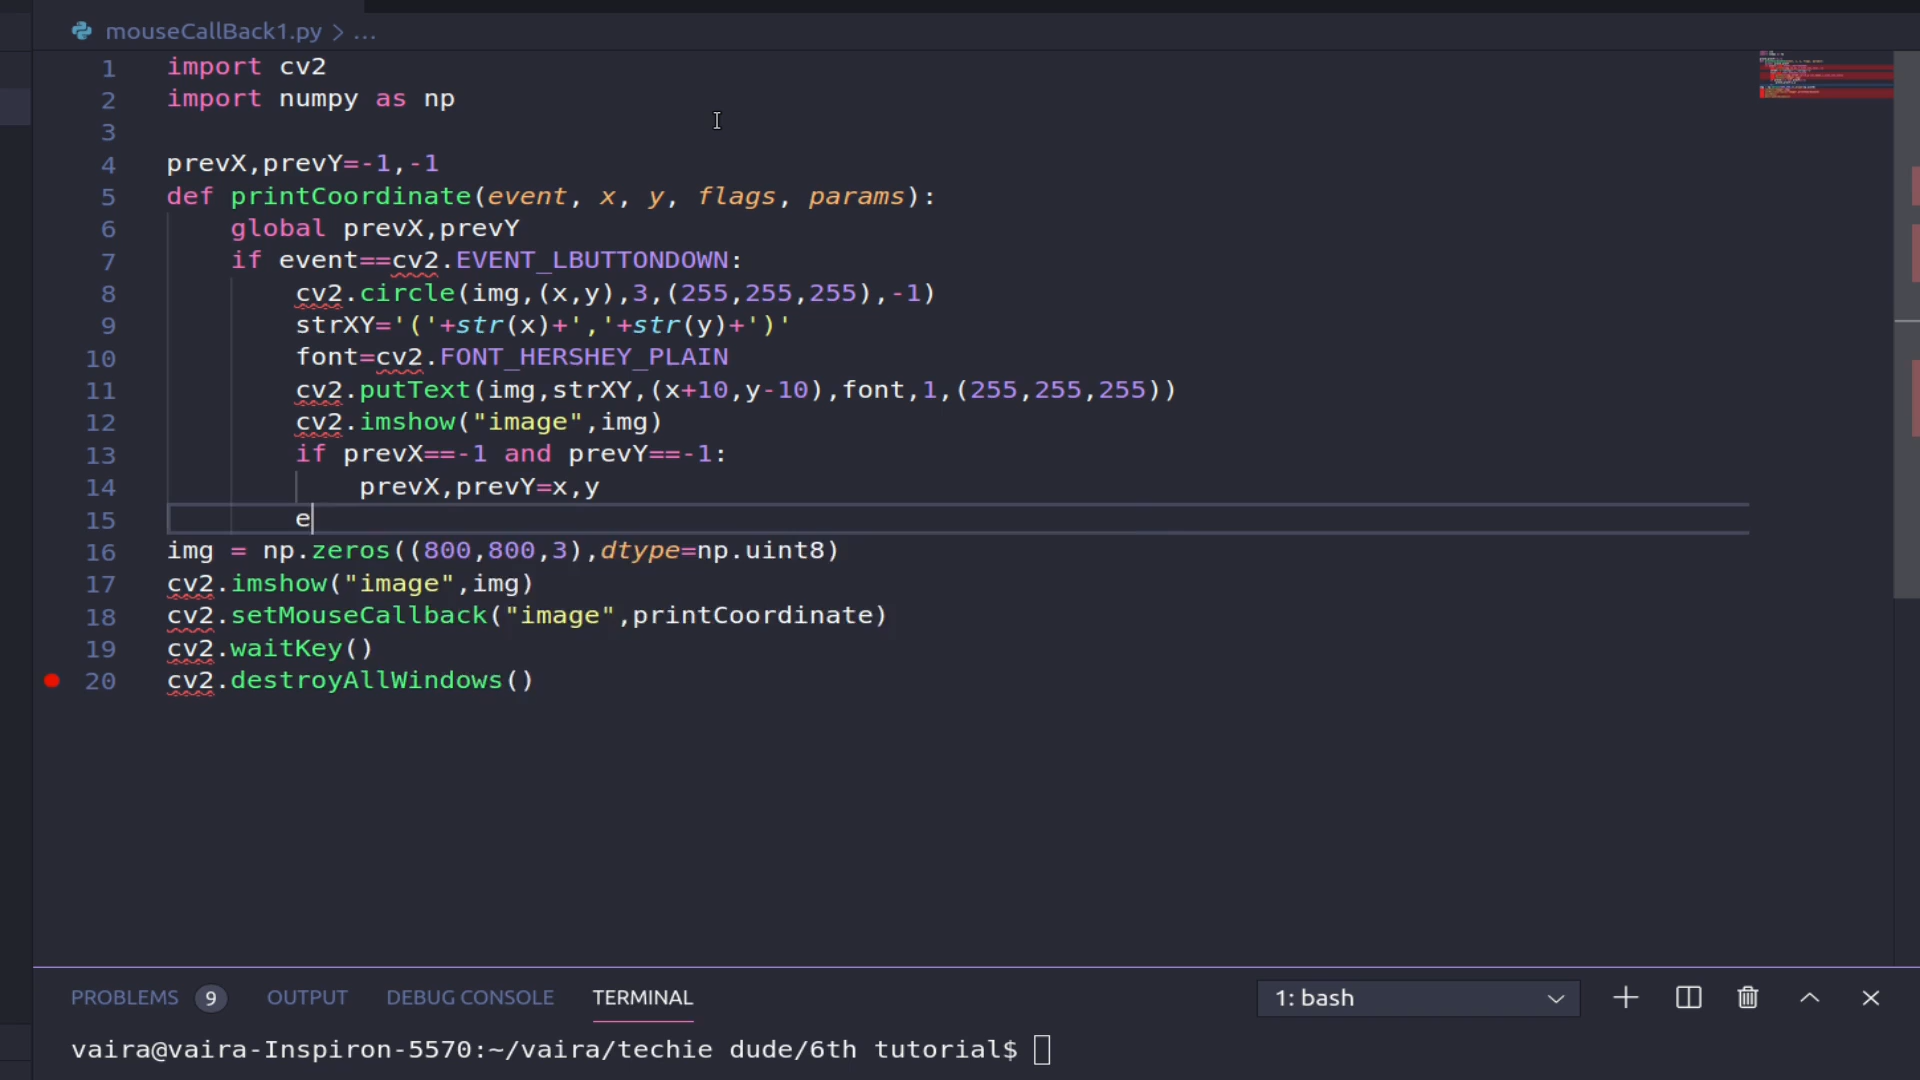 mouseCallBack1.py > ...
1 import cv2
2 import numpy as np
3
4 prevX,prevY=-1,-1
5 def printCoordinate(event, x, y, flags, params):
6     global prevX,prevY
7     if event==cv2.EVENT_LBUTTONDOWN:
8         cv2.circle(img,(x,y),3,(255,255,255),-1)
9         strXY='('+str(x)+','+str(y)+')'
10         font=cv2.FONT_HERSHEY_PLAIN
11         cv2.putText(img,strXY,(x+10,y-10),font,1,(255,255,255))
12         cv2.imshow("image",img)
13         if prevX==-1 and prevY==-1:
14             prevX,prevY=x,y
15         e
16 img = np.zeros((800,800,3),dtype=np.uint8)
17 cv2.imshow("image",img)
18 cv2.setMouseCallback("image",printCoordinate)
19 cv2.waitKey()
20 cv2.destroyAllWindows()
PROBLEMS 9 OUTPUT DEBUG CONSOLE TERMINAL 1: bash
vaira@vaira-Inspiron-5570:~/vaira/techie dude/6th tutorial$